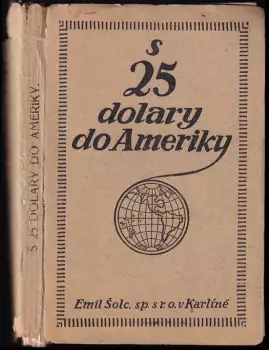 S 25 DOLARY DO AMERIKY.
s
25
dolary
do Ameriky
Emil Šolc, sp. s r. o. v Karlíně